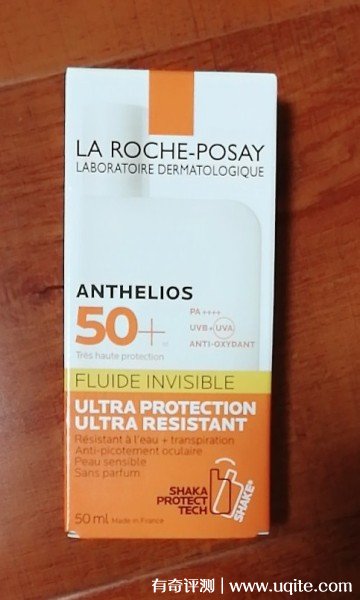 LA ROCHE-POSAY
LABORATOIRE DERMATOLOGIQUE
ANTHELIOS
50+
Très haute protection
PA ++++
UVB+UVA
ANTI-OXYDANT
FLUIDE INVISIBLE
ULTRA PROTECTION
ULTRA RESISTANT
Résistant à l'eau + transpiration
Anti-picotement oculaire
Peau sensible
Sans parfum
SHAKA
PROTECT
TECH
SHAKE
50 ml Made in France
有奇评测 | www.uqite.com